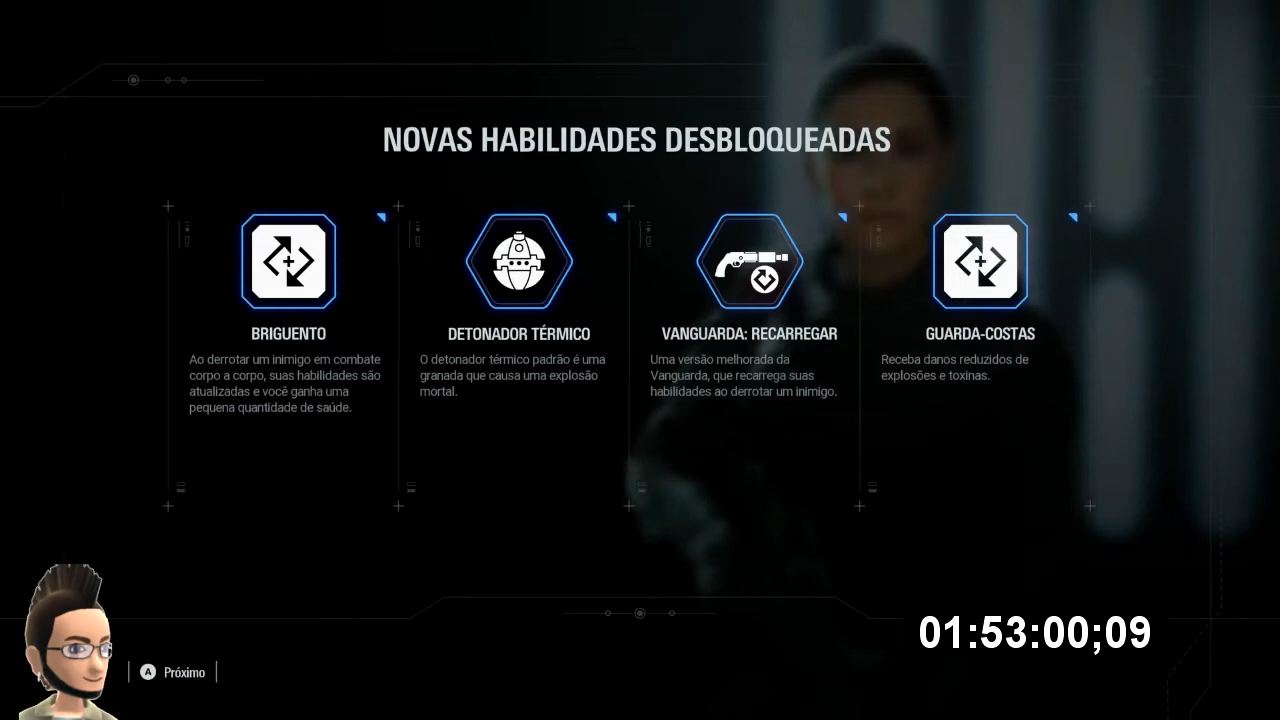 NOVAS HABILIDADES DESBLOQUEADAS
BRIGUENTO
Ao derrotar um inimigo em combate
corpo a corpo, suas habilidades são
atualizadas e você ganha uma
pequena quantidade de saúde.
DETONADOR TÉRMICO
O detonador térmico padrão é uma
granada que causa uma explosão
mortal.
VANGUARDA: RECARREGAR
Uma versão melhorada da
Vanguarda, que recarrega suas
habilidades ao derrotar um inimigo.
GUARDA-COSTAS
Receba danos reduzidos de
explosões e toxinas.
01:53:00;09
A Próximo